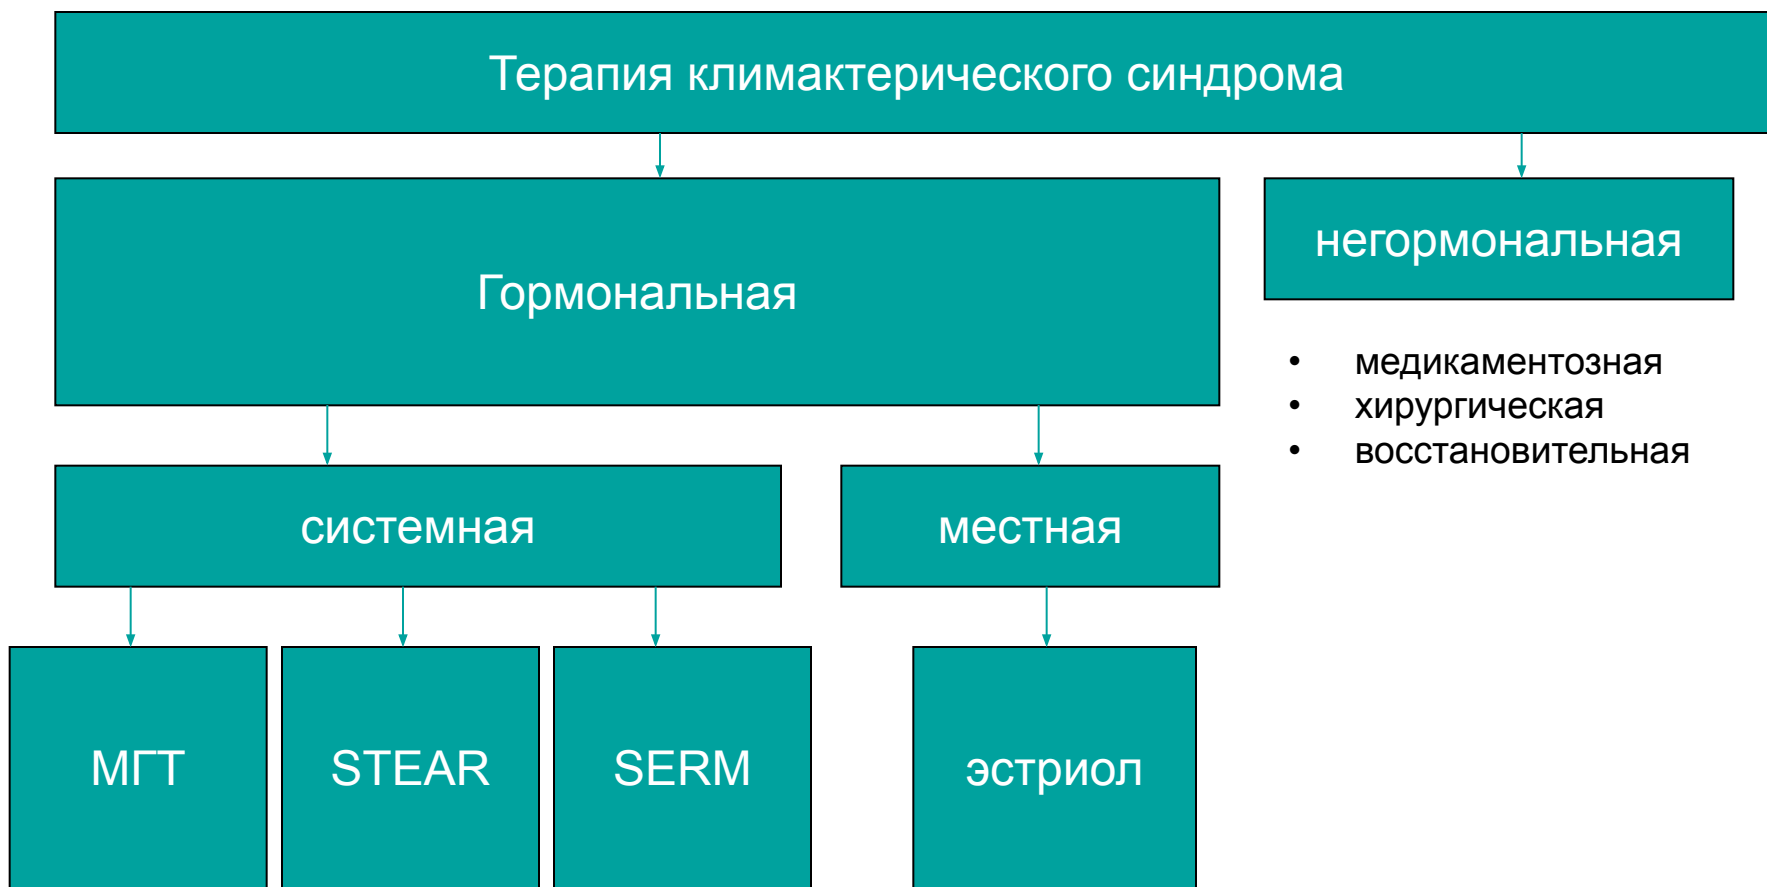 Терапия климактерического синдрома
Гормональная
негормональная
• медикаментозная
• хирургическая
• восстановительная
системная
местная
МГТ
STEAR
SERM
эстриол